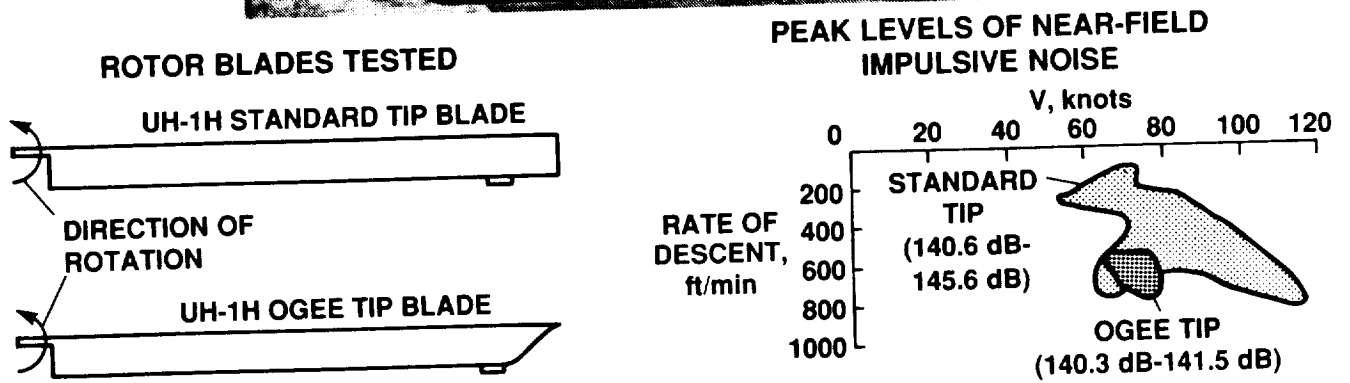 ROTOR BLADES TESTED
UH-1H STANDARD TIP BLADE
DIRECTION OF
ROTATION
UH-1H OGEE TIP BLADE
PEAK LEVELS OF NEAR-FIELD
IMPULSIVE NOISE
V, knots
0 20 40 60 80 100 120
RATE OF
DESCENT,
ft/min
200
400
600
800
1000
STANDARD
TIP
(140.6 dB-
145.6 dB)
OGEE TIP
(140.3 dB-141.5 dB)